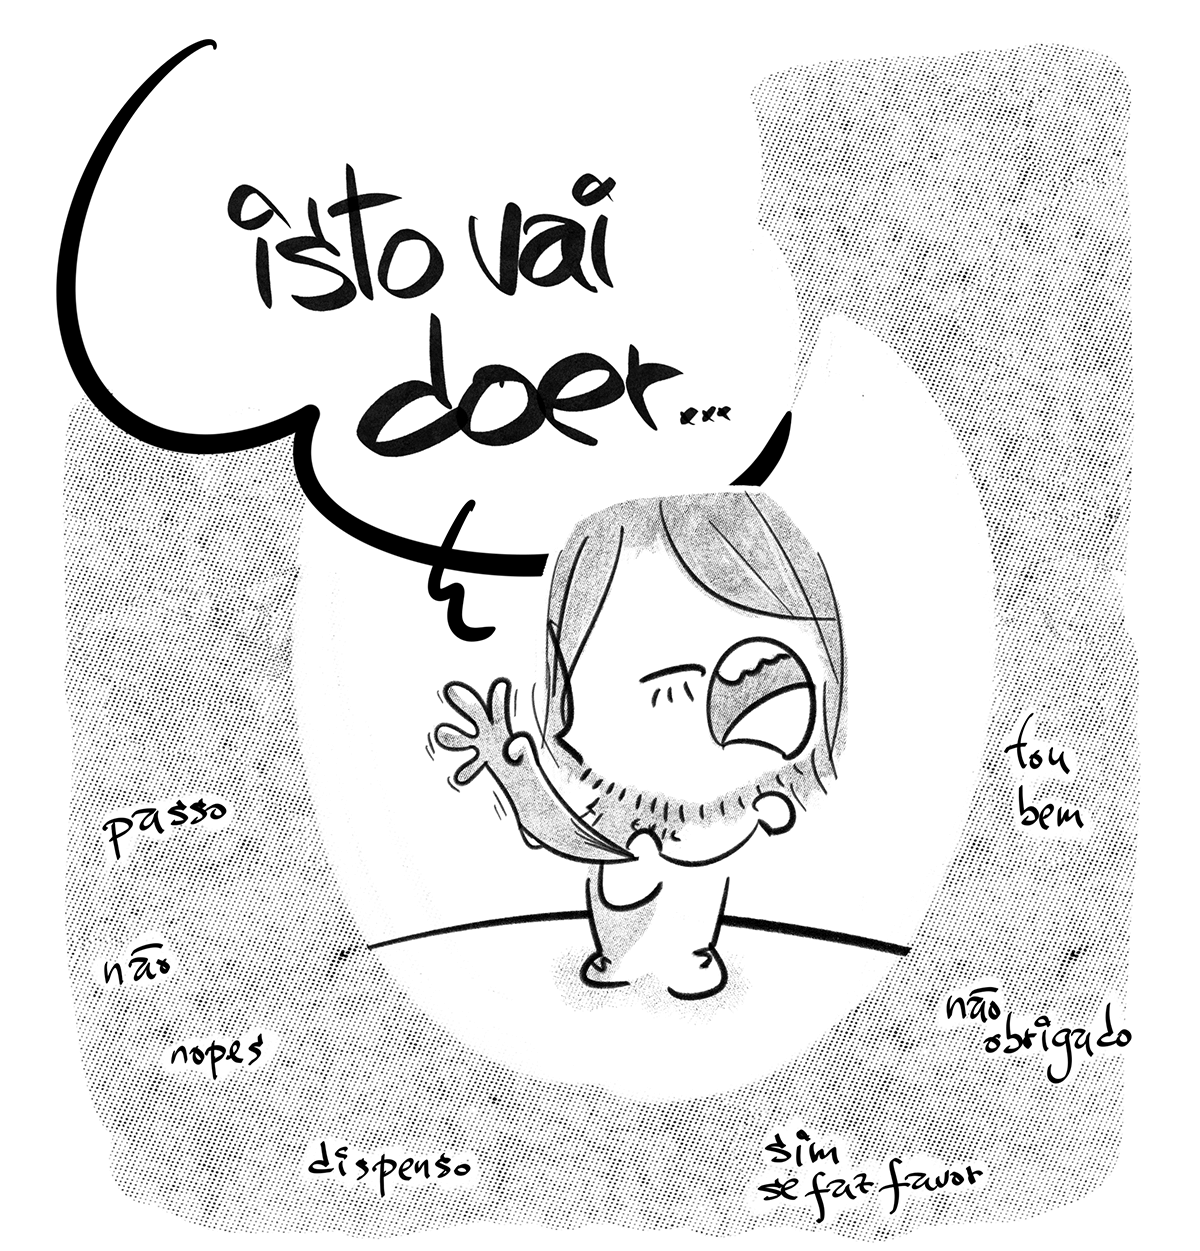 isto vai
doer...
passo
não
nopes
dispenso
tou
bem
não
obrigado
sim
se faz favor